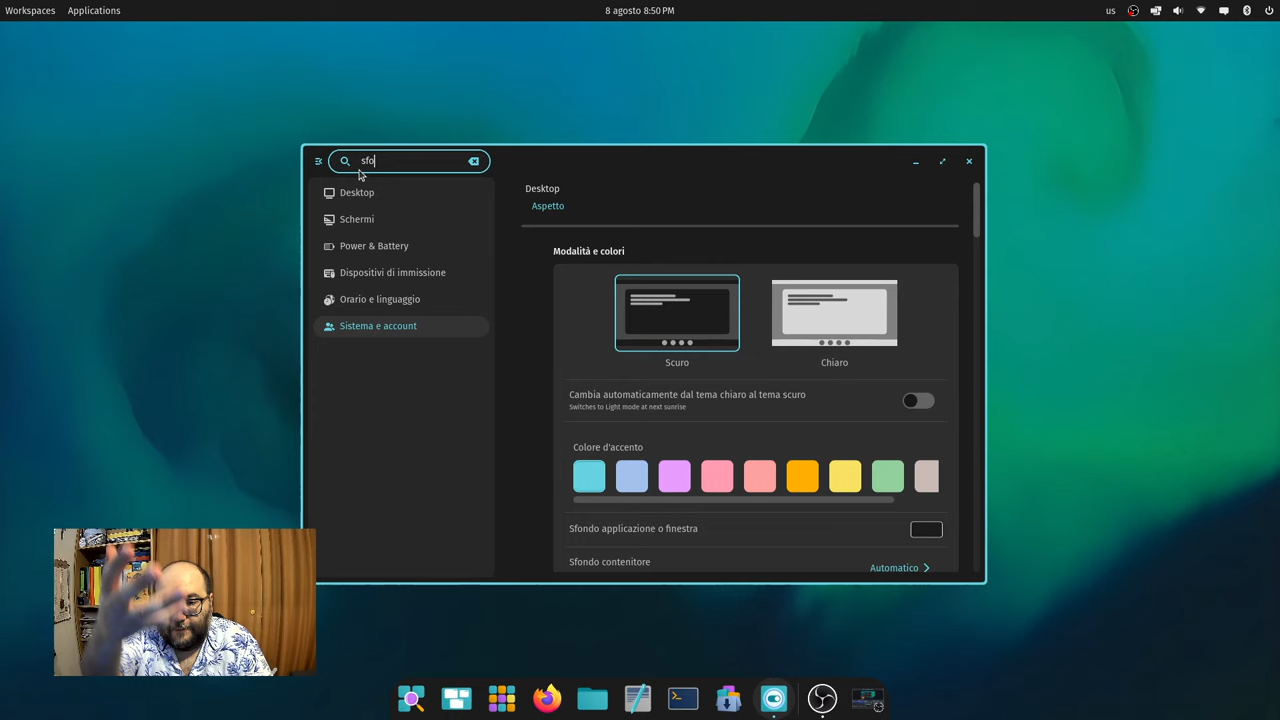 Workspaces Applications 8 agosto 8:50 PM us
sfo
Desktop
Schermi
Power & Battery
Dispositivi di immissione
Orario e linguaggio
Sistema e account
Desktop
Aspetto
Modalità e colori
Scuro Chiaro
Cambia automaticamente dal tema chiaro al tema scuro
Switches to Light mode at next sunrise
Colore d'accento
Sfondo applicazione o finestra
Sfondo contenitore
Automatico